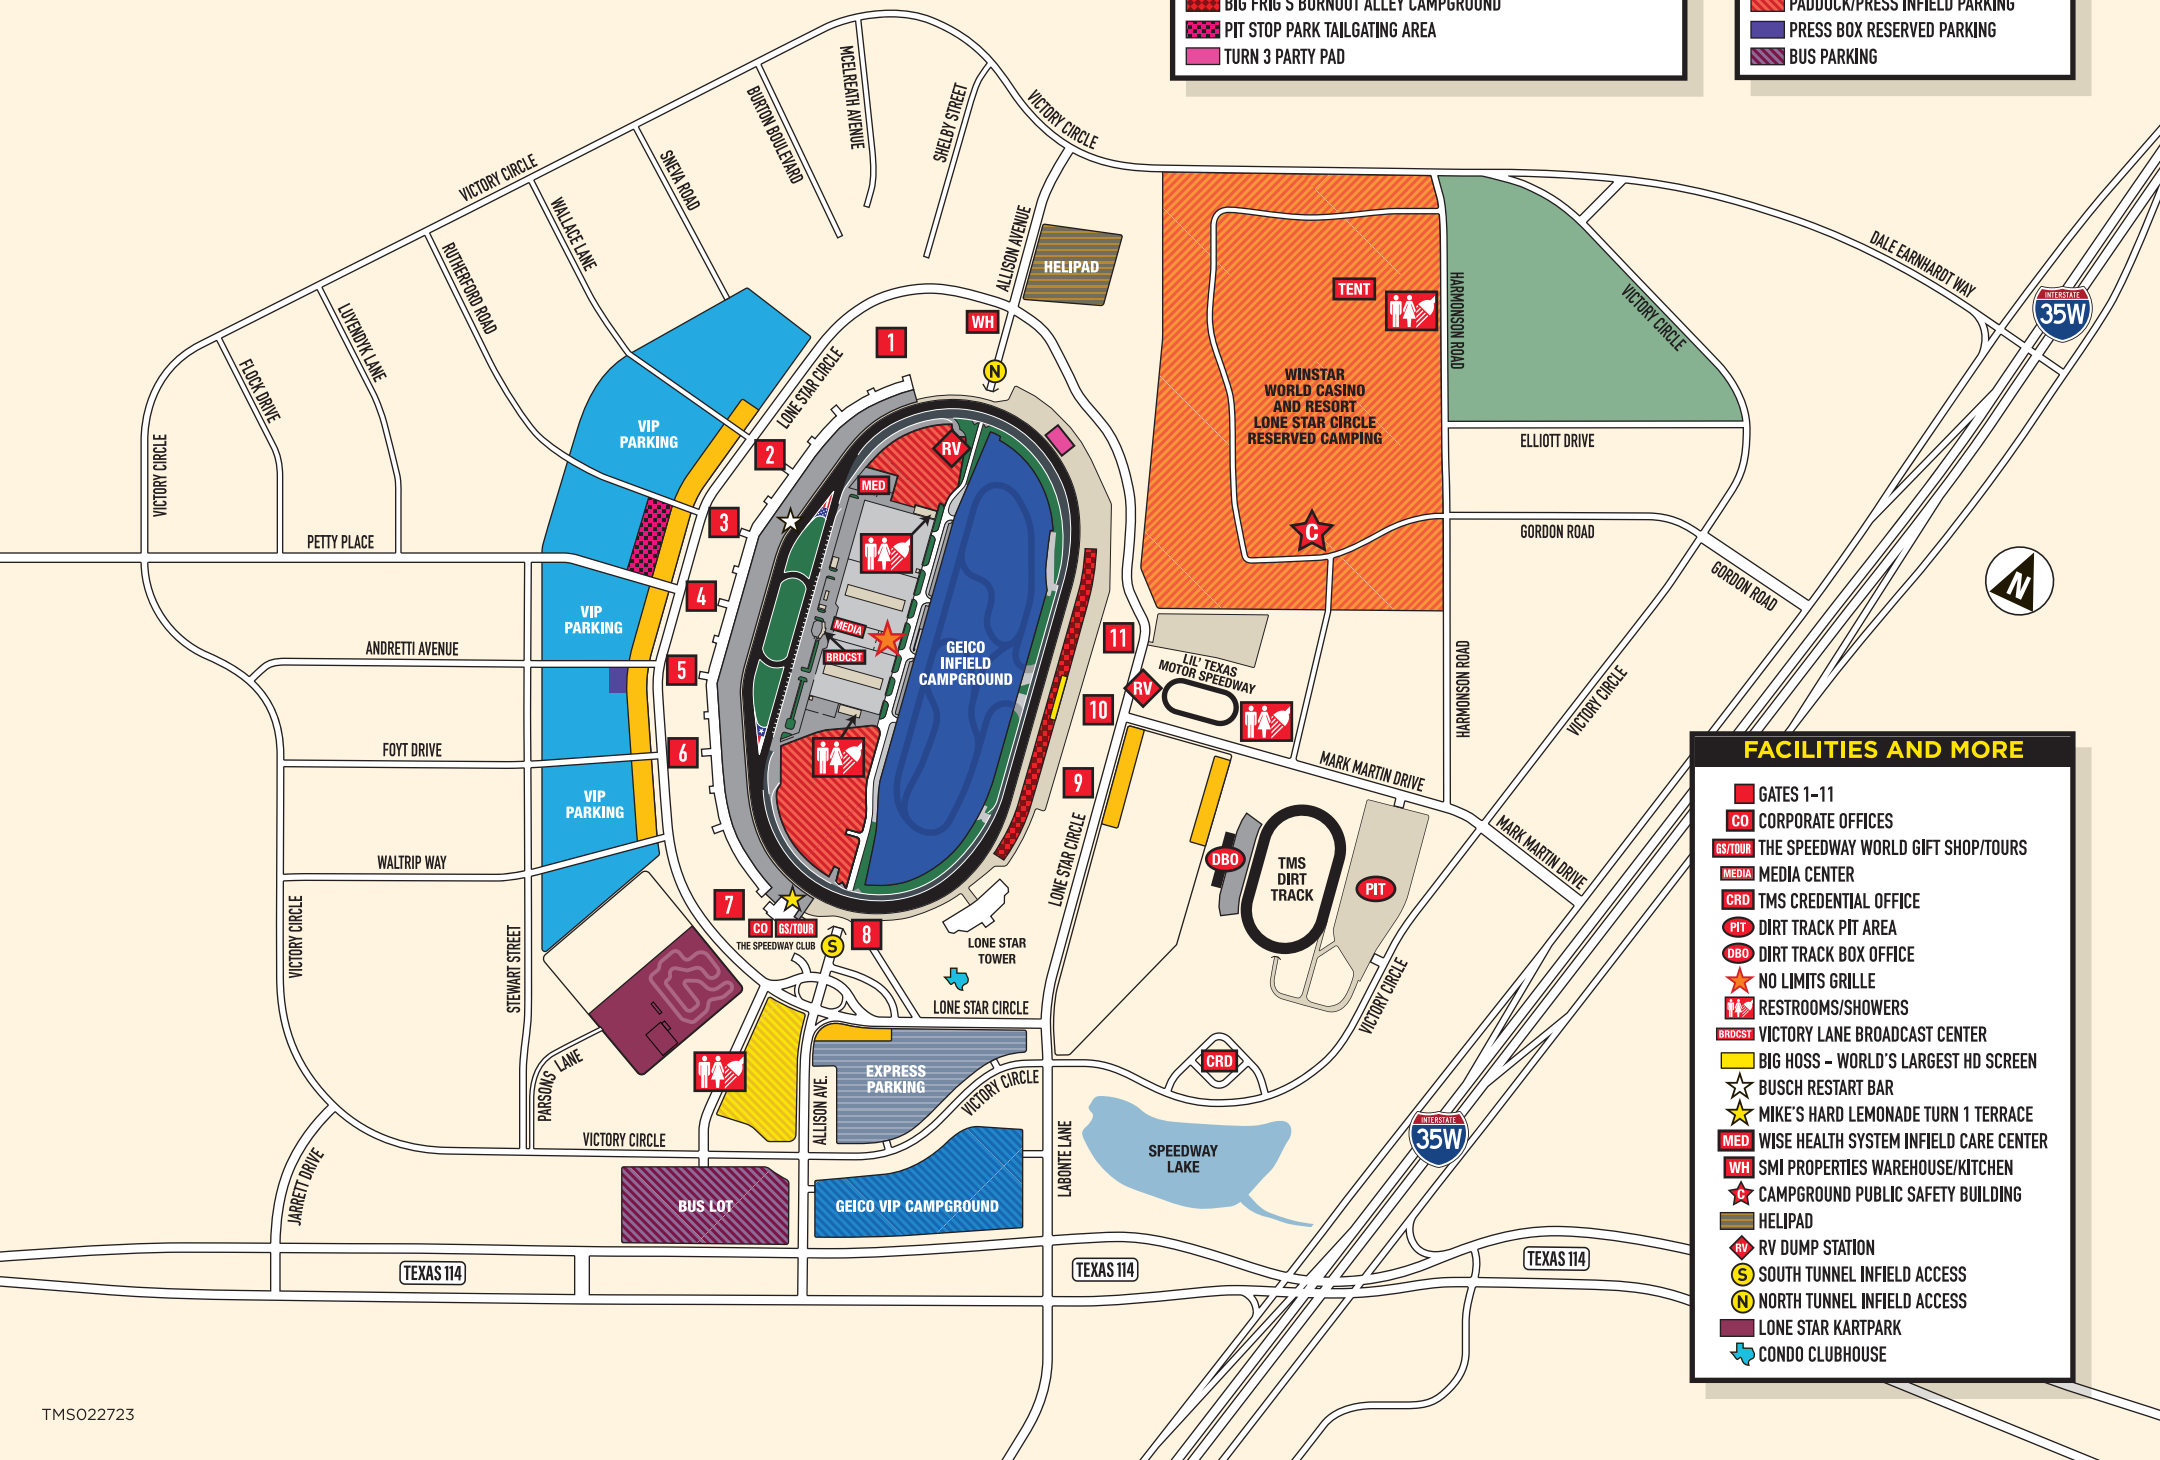 BIG FRIG'S BURNOUT ALLEY CAMPGROUND
PIT STOP PARK TAILGATING AREA
TURN 3 PARTY PAD
PADDOCK/PRESS INFIELD PARKING
PRESS BOX RESERVED PARKING
BUS PARKING
VICTORY CIRCLE
MCELREATH AVENUE
BURTON BOULEVARD
SHELBY STREET
VICTORY CIRCLE
SNEVA ROAD
WALLACE LANE
RUTHERFORD ROAD
LUYENDYK LANE
FLOCK DRIVE
ALLISON AVENUE
HELIPAD
DALE EARNHARDT WAY
INTERSTATE
35W
TENT
HARMONSON ROAD
VICTORY CIRCLE
WH
1
N
LONE STAR CIRCLE
WINSTAR
WORLD CASINO
AND RESORT
LONE STAR CIRCLE
RESERVED CAMPING
VIP
PARKING
ELLIOTT DRIVE
2
RV
MED
VICTORY CIRCLE
3
C
GORDON ROAD
PETTY PLACE
GORDON ROAD
N
4
VIP
PARKING
MEDIA
BRDCST
GEICO
INFIELD
CAMPGROUND
11
LIL' TEXAS
MOTOR SPEEDWAY
HARMONSON ROAD
ANDRETTI AVENUE
5
RV
10
VICTORY CIRCLE
FOYT DRIVE
6
MARK MARTIN DRIVE
9
VIP
PARKING
MARK MARTIN DRIVE
WALTRIP WAY
LONE STAR CIRCLE
DBO
TMS
DIRT
TRACK
PIT
7
CO
GS/TOUR
THE SPEEDWAY CLUB
S
8
LONE STAR
TOWER
VICTORY CIRCLE
STEWART STREET
LONE STAR CIRCLE
VICTORY CIRCLE
CRD
PARSONS LANE
EXPRESS
PARKING
ALLISON AVE.
VICTORY CIRCLE
VICTORY CIRCLE
LABONTE LANE
SPEEDWAY
LAKE
INTERSTATE
35W
JARRETT DRIVE
BUS LOT
GEICO VIP CAMPGROUND
TEXAS 114
TEXAS 114
TEXAS 114
FACILITIES AND MORE
GATES 1-11
CO CORPORATE OFFICES
GS/TOUR THE SPEEDWAY WORLD GIFT SHOP/TOURS
MEDIA MEDIA CENTER
CRD TMS CREDENTIAL OFFICE
PIT DIRT TRACK PIT AREA
DBO DIRT TRACK BOX OFFICE
NO LIMITS GRILLE
RESTROOMS/SHOWERS
BRDCST VICTORY LANE BROADCAST CENTER
BIG HOSS – WORLD'S LARGEST HD SCREEN
BUSCH RESTART BAR
MIKE'S HARD LEMONADE TURN 1 TERRACE
MED WISE HEALTH SYSTEM INFIELD CARE CENTER
WH SMI PROPERTIES WAREHOUSE/KITCHEN
C CAMPGROUND PUBLIC SAFETY BUILDING
HELIPAD
RV RV DUMP STATION
S SOUTH TUNNEL INFIELD ACCESS
N NORTH TUNNEL INFIELD ACCESS
LONE STAR KARTPARK
CONDO CLUBHOUSE
TMS022723